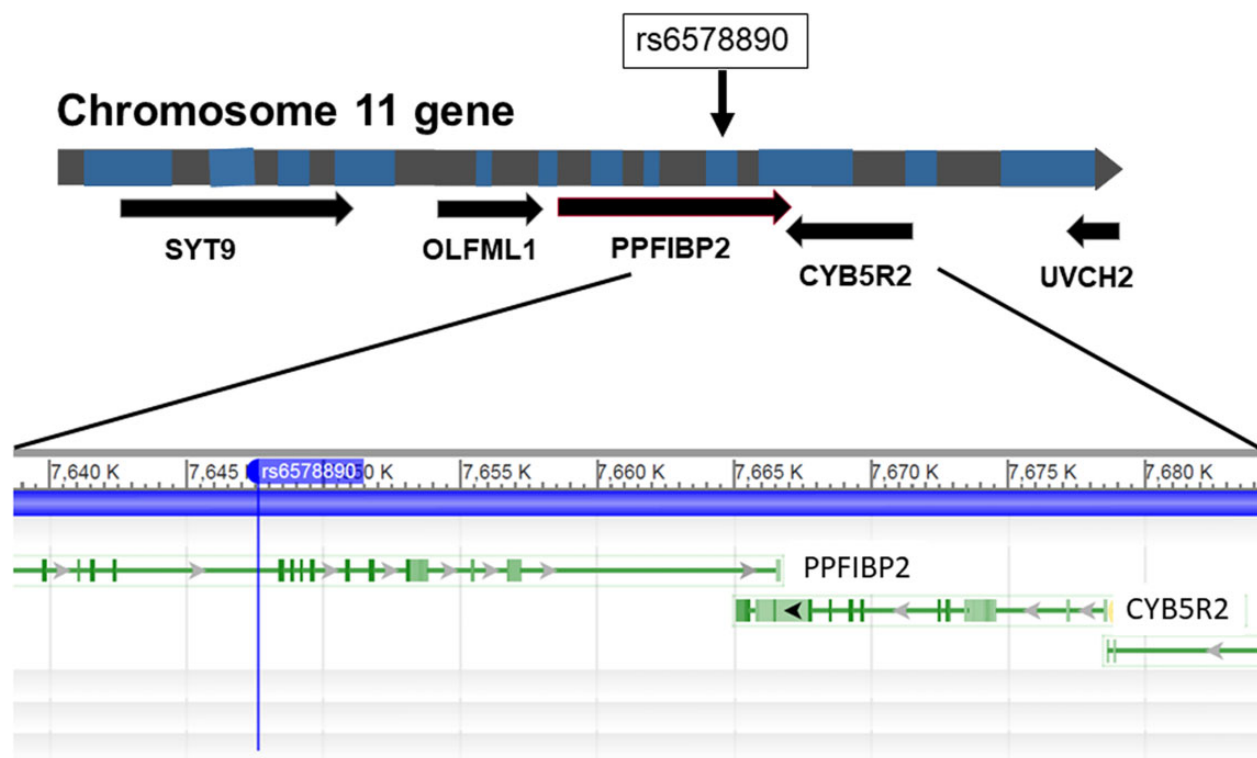 rs6578890
Chromosome 11 gene
SYT9
OLFML1
PPFIBP2
CYB5R2
UVCH2
7,640 K
7,645
rs6578890
50 K
7,655 K
7,660 K
7,665 K
7,670 K
7,675 K
7,680 K
PPFIBP2
CYB5R2